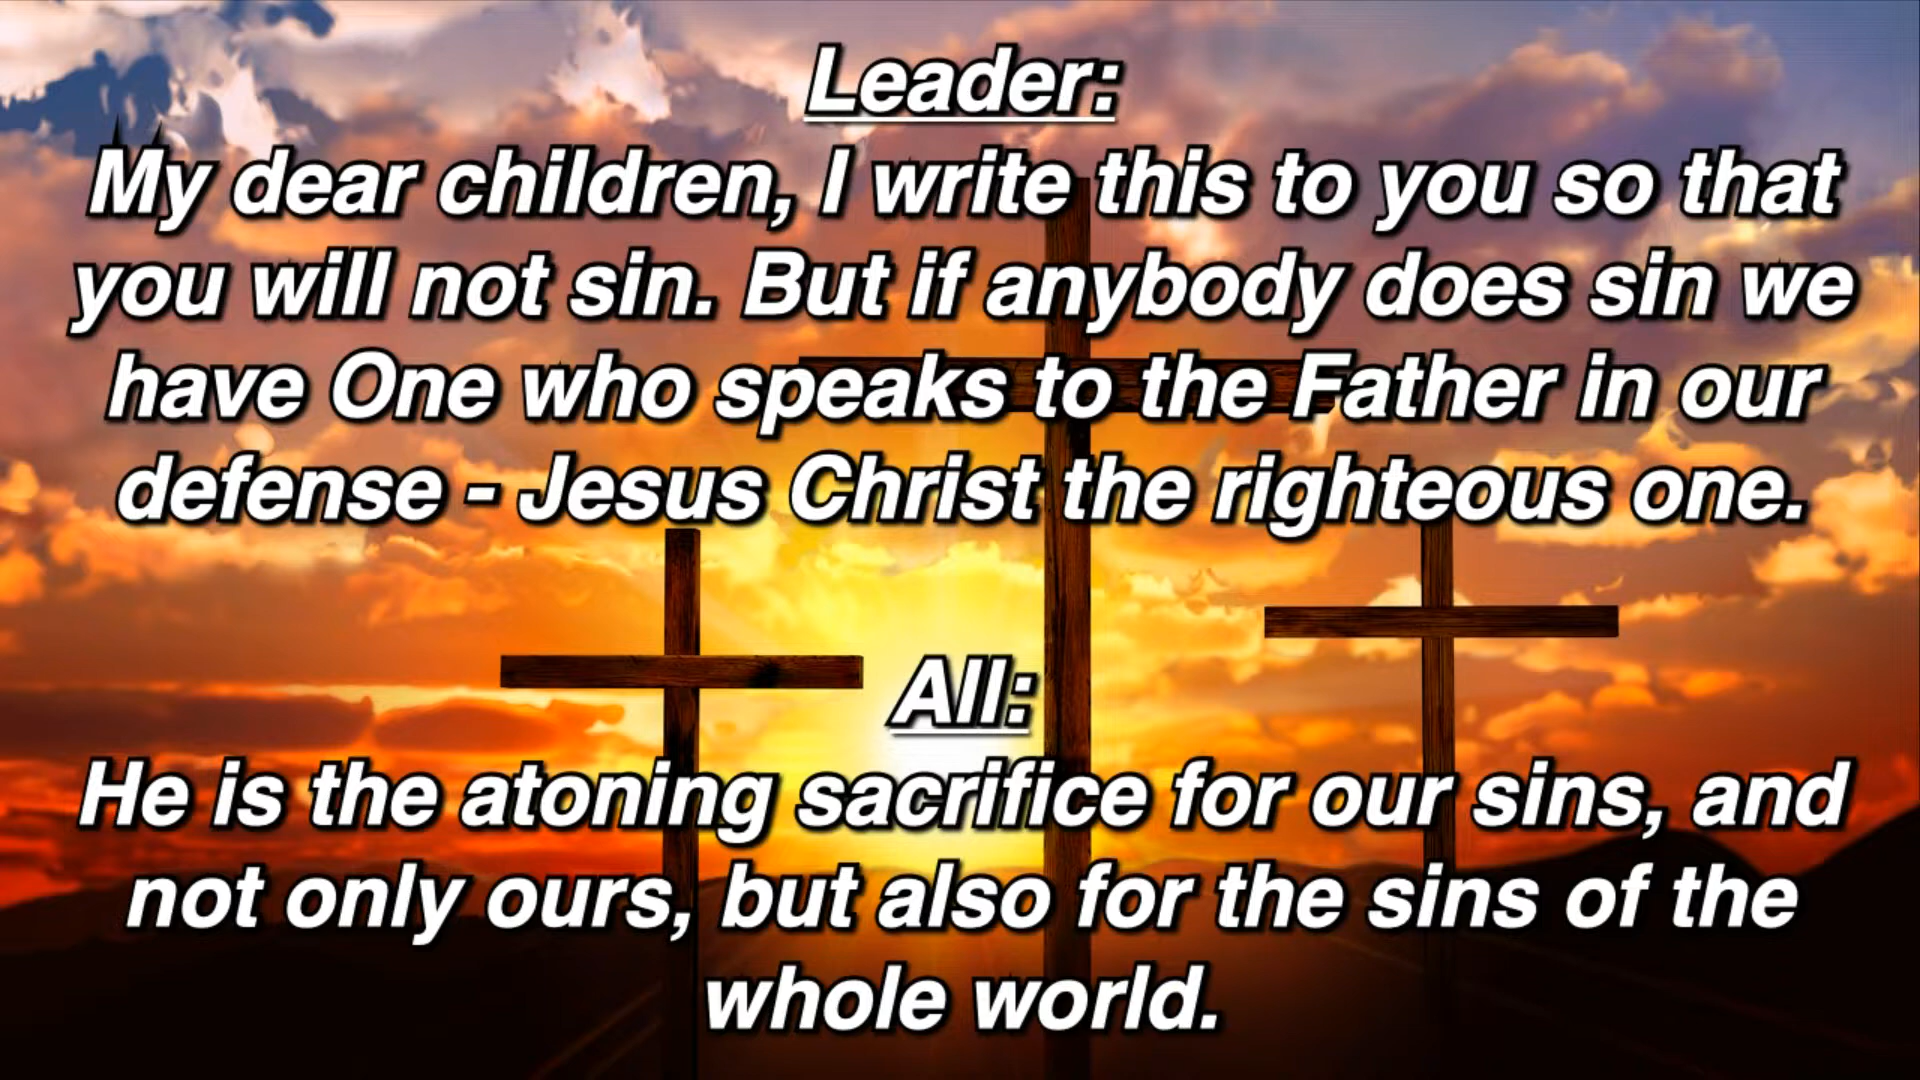 Leader:
My dear children, I write this to you so that
you will not sin. But if anybody does sin we
have One who speaks to the Father in our
defense - Jesus Christ the righteous one.
All:
He is the atoning sacrifice for our sins, and
not only ours, but also for the sins of the
whole world.